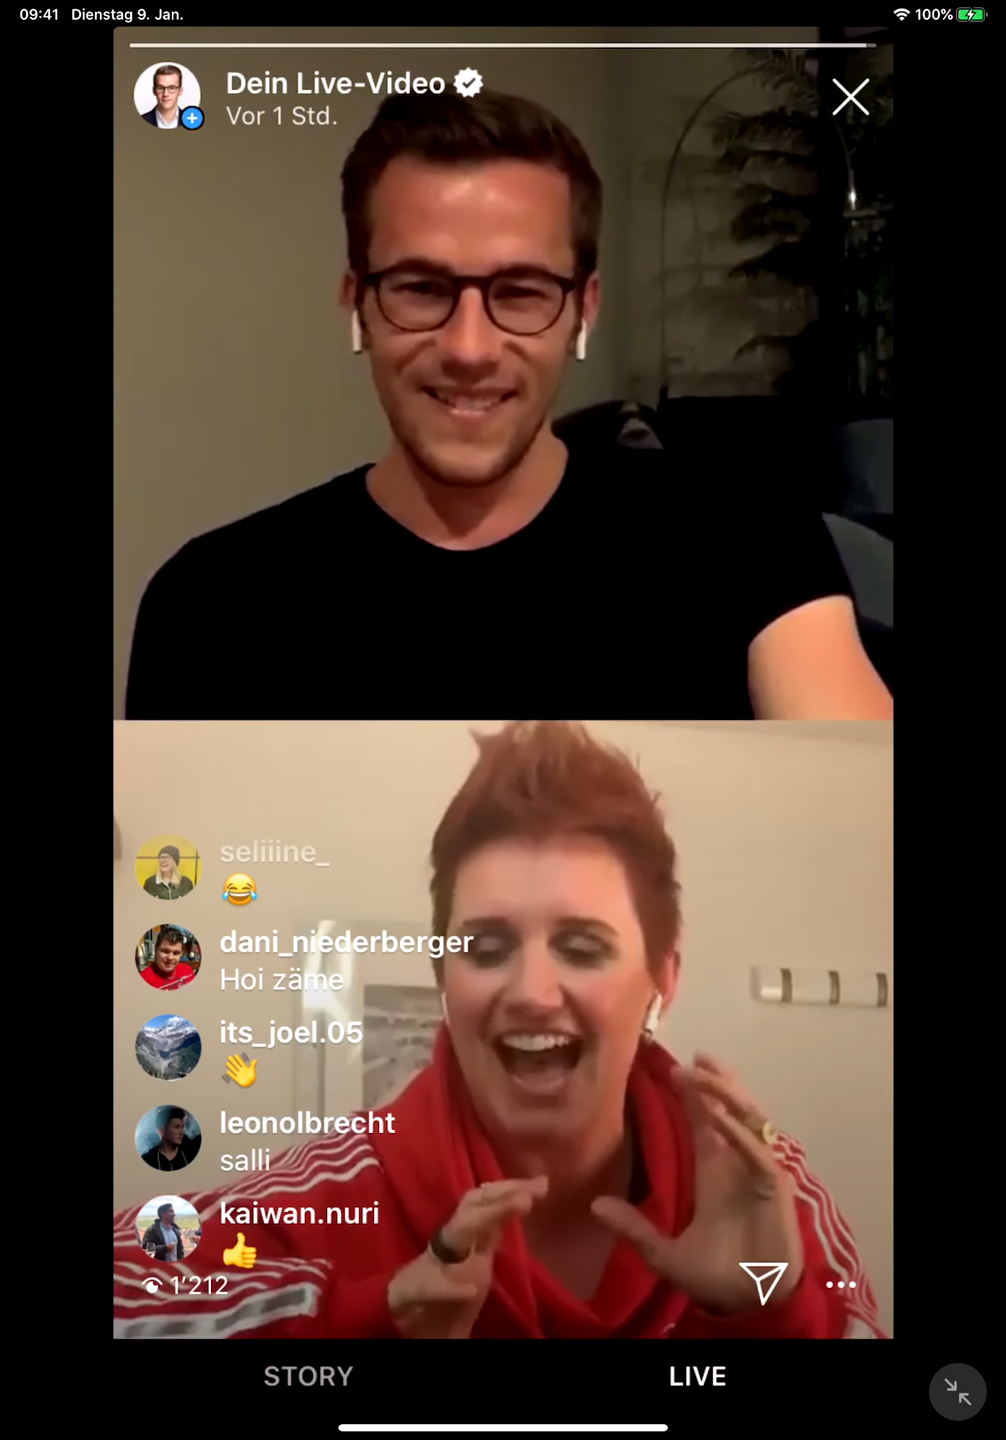 09:41 Dienstag 9. Jan.
100%
Dein Live-Video
Vor 1 Std.
seliiine_
😂
dani_niederberger
Hoi zäme
its_joel.05
👋
leonolbrecht
salli
kaiwan.nuri
👍
1’212
STORY
LIVE